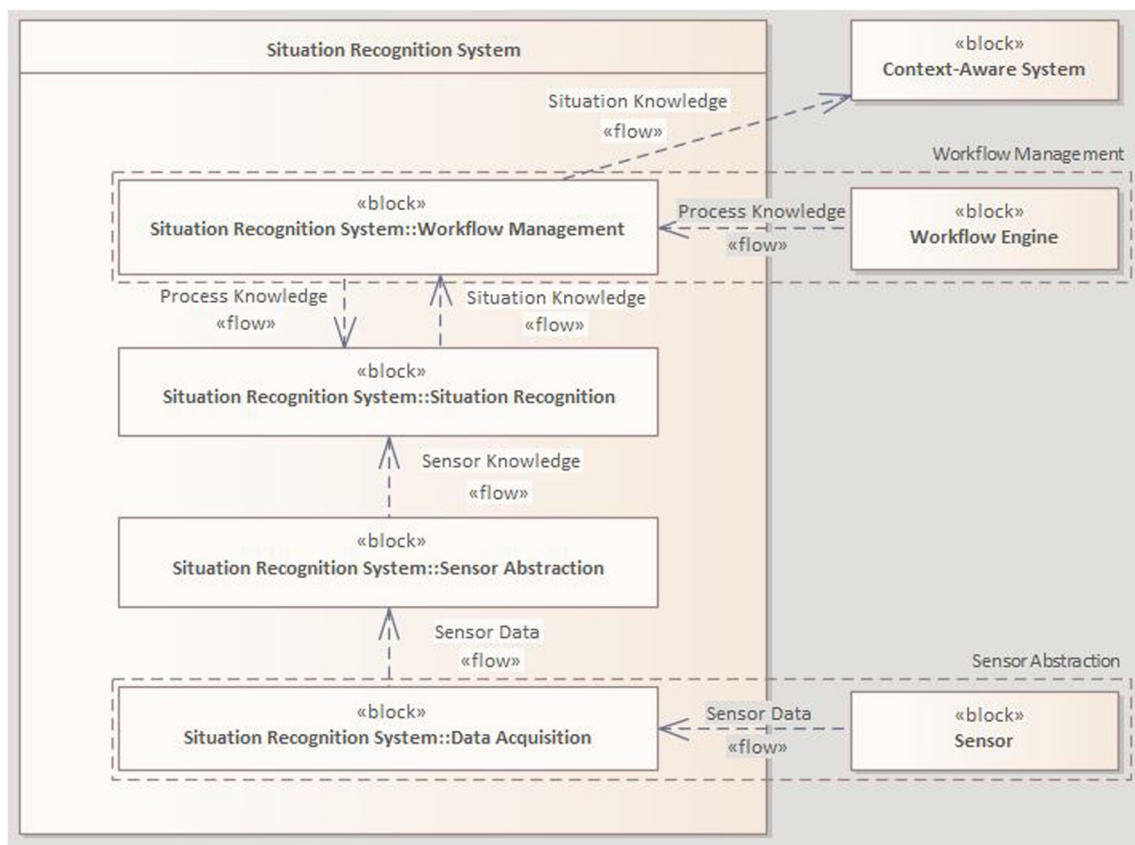 Situation Recognition System
«block»
Context-Aware System
Situation Knowledge
«flow»
Workflow Management
«block»
Situation Recognition System::Workflow Management
Process Knowledge
«flow»
«block»
Workflow Engine
Process Knowledge
«flow»
Situation Knowledge
«flow»
«block»
Situation Recognition System::Situation Recognition
Sensor Knowledge
«flow»
«block»
Situation Recognition System::Sensor Abstraction
Sensor Data
«flow»
Sensor Abstraction
«block»
Situation Recognition System::Data Acquisition
Sensor Data
«flow»
«block»
Sensor